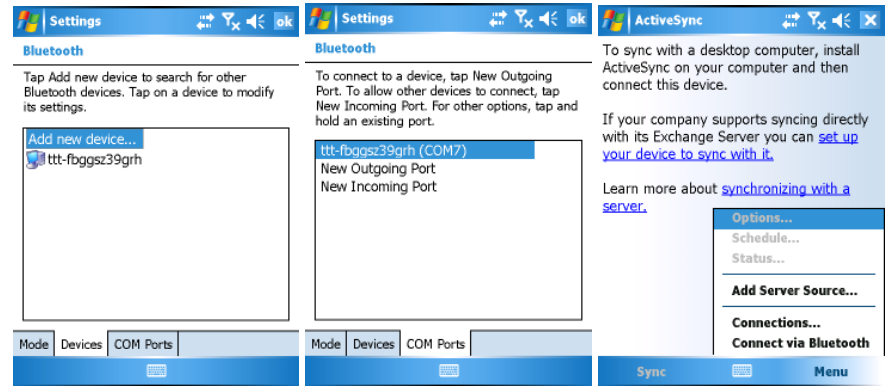 Settings
ok
Bluetooth
Tap Add new device to search for other
Bluetooth devices. Tap on a device to modify
its settings.
Add new device...
ttt-fbggsz39grh
Mode
Devices
COM Ports
Settings
ok
Bluetooth
To connect to a device, tap New Outgoing
Port. To allow other devices to connect, tap
New Incoming Port. For other options, tap and
hold an existing port.
ttt-fbggsz39grh (COM7)
New Outgoing Port
New Incoming Port
Mode
Devices
COM Ports
ActiveSync
To sync with a desktop computer, install
ActiveSync on your computer and then
connect this device.
If your company supports syncing directly
with its Exchange Server you can set up
your device to sync with it.
Learn more about synchronizing with a
server.
Options...
Schedule...
Status...
Add Server Source...
Connections...
Connect via Bluetooth
Sync
Menu